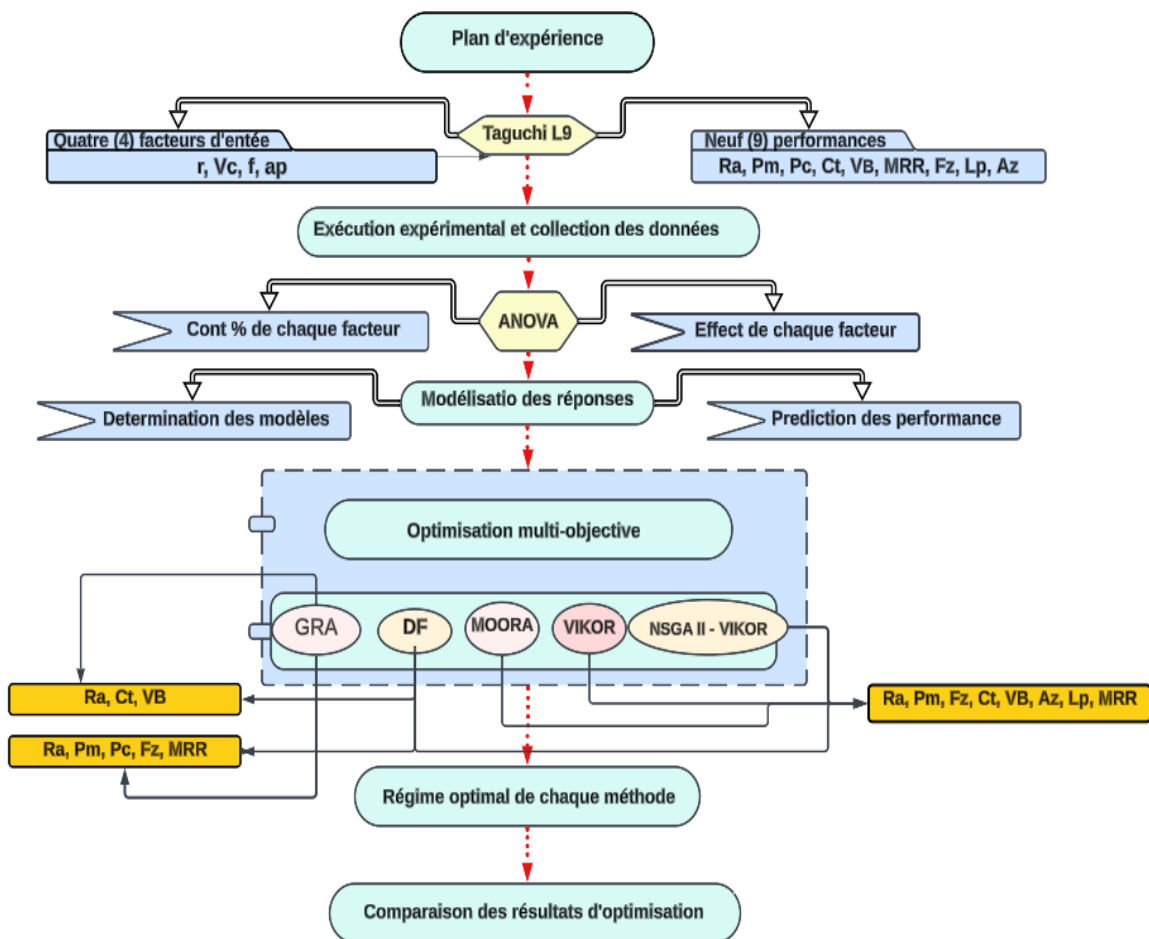 Plan d'expérience
Taguchi L9
Quatre (4) facteurs d'entée
r, Vc, f, ap
Neuf (9) performances
Ra, Pm, Pc, Ct, VB, MRR, Fz, Lp, Az
Exécution expérimental et collection des données
ANOVA
Cont % de chaque facteur
Effect de chaque facteur
Modélisatio des réponses
Determination des modèles
Prediction des performance
Optimisation multi-objective
GRA
DF
MOORA
VIKOR
NSGA II - VIKOR
Ra, Ct, VB
Ra, Pm, Fz, Ct, VB, Az, Lp, MRR
Ra, Pm, Pc, Fz, MRR
Régime optimal de chaque méthode
Comparaison des résultats d'optimisation